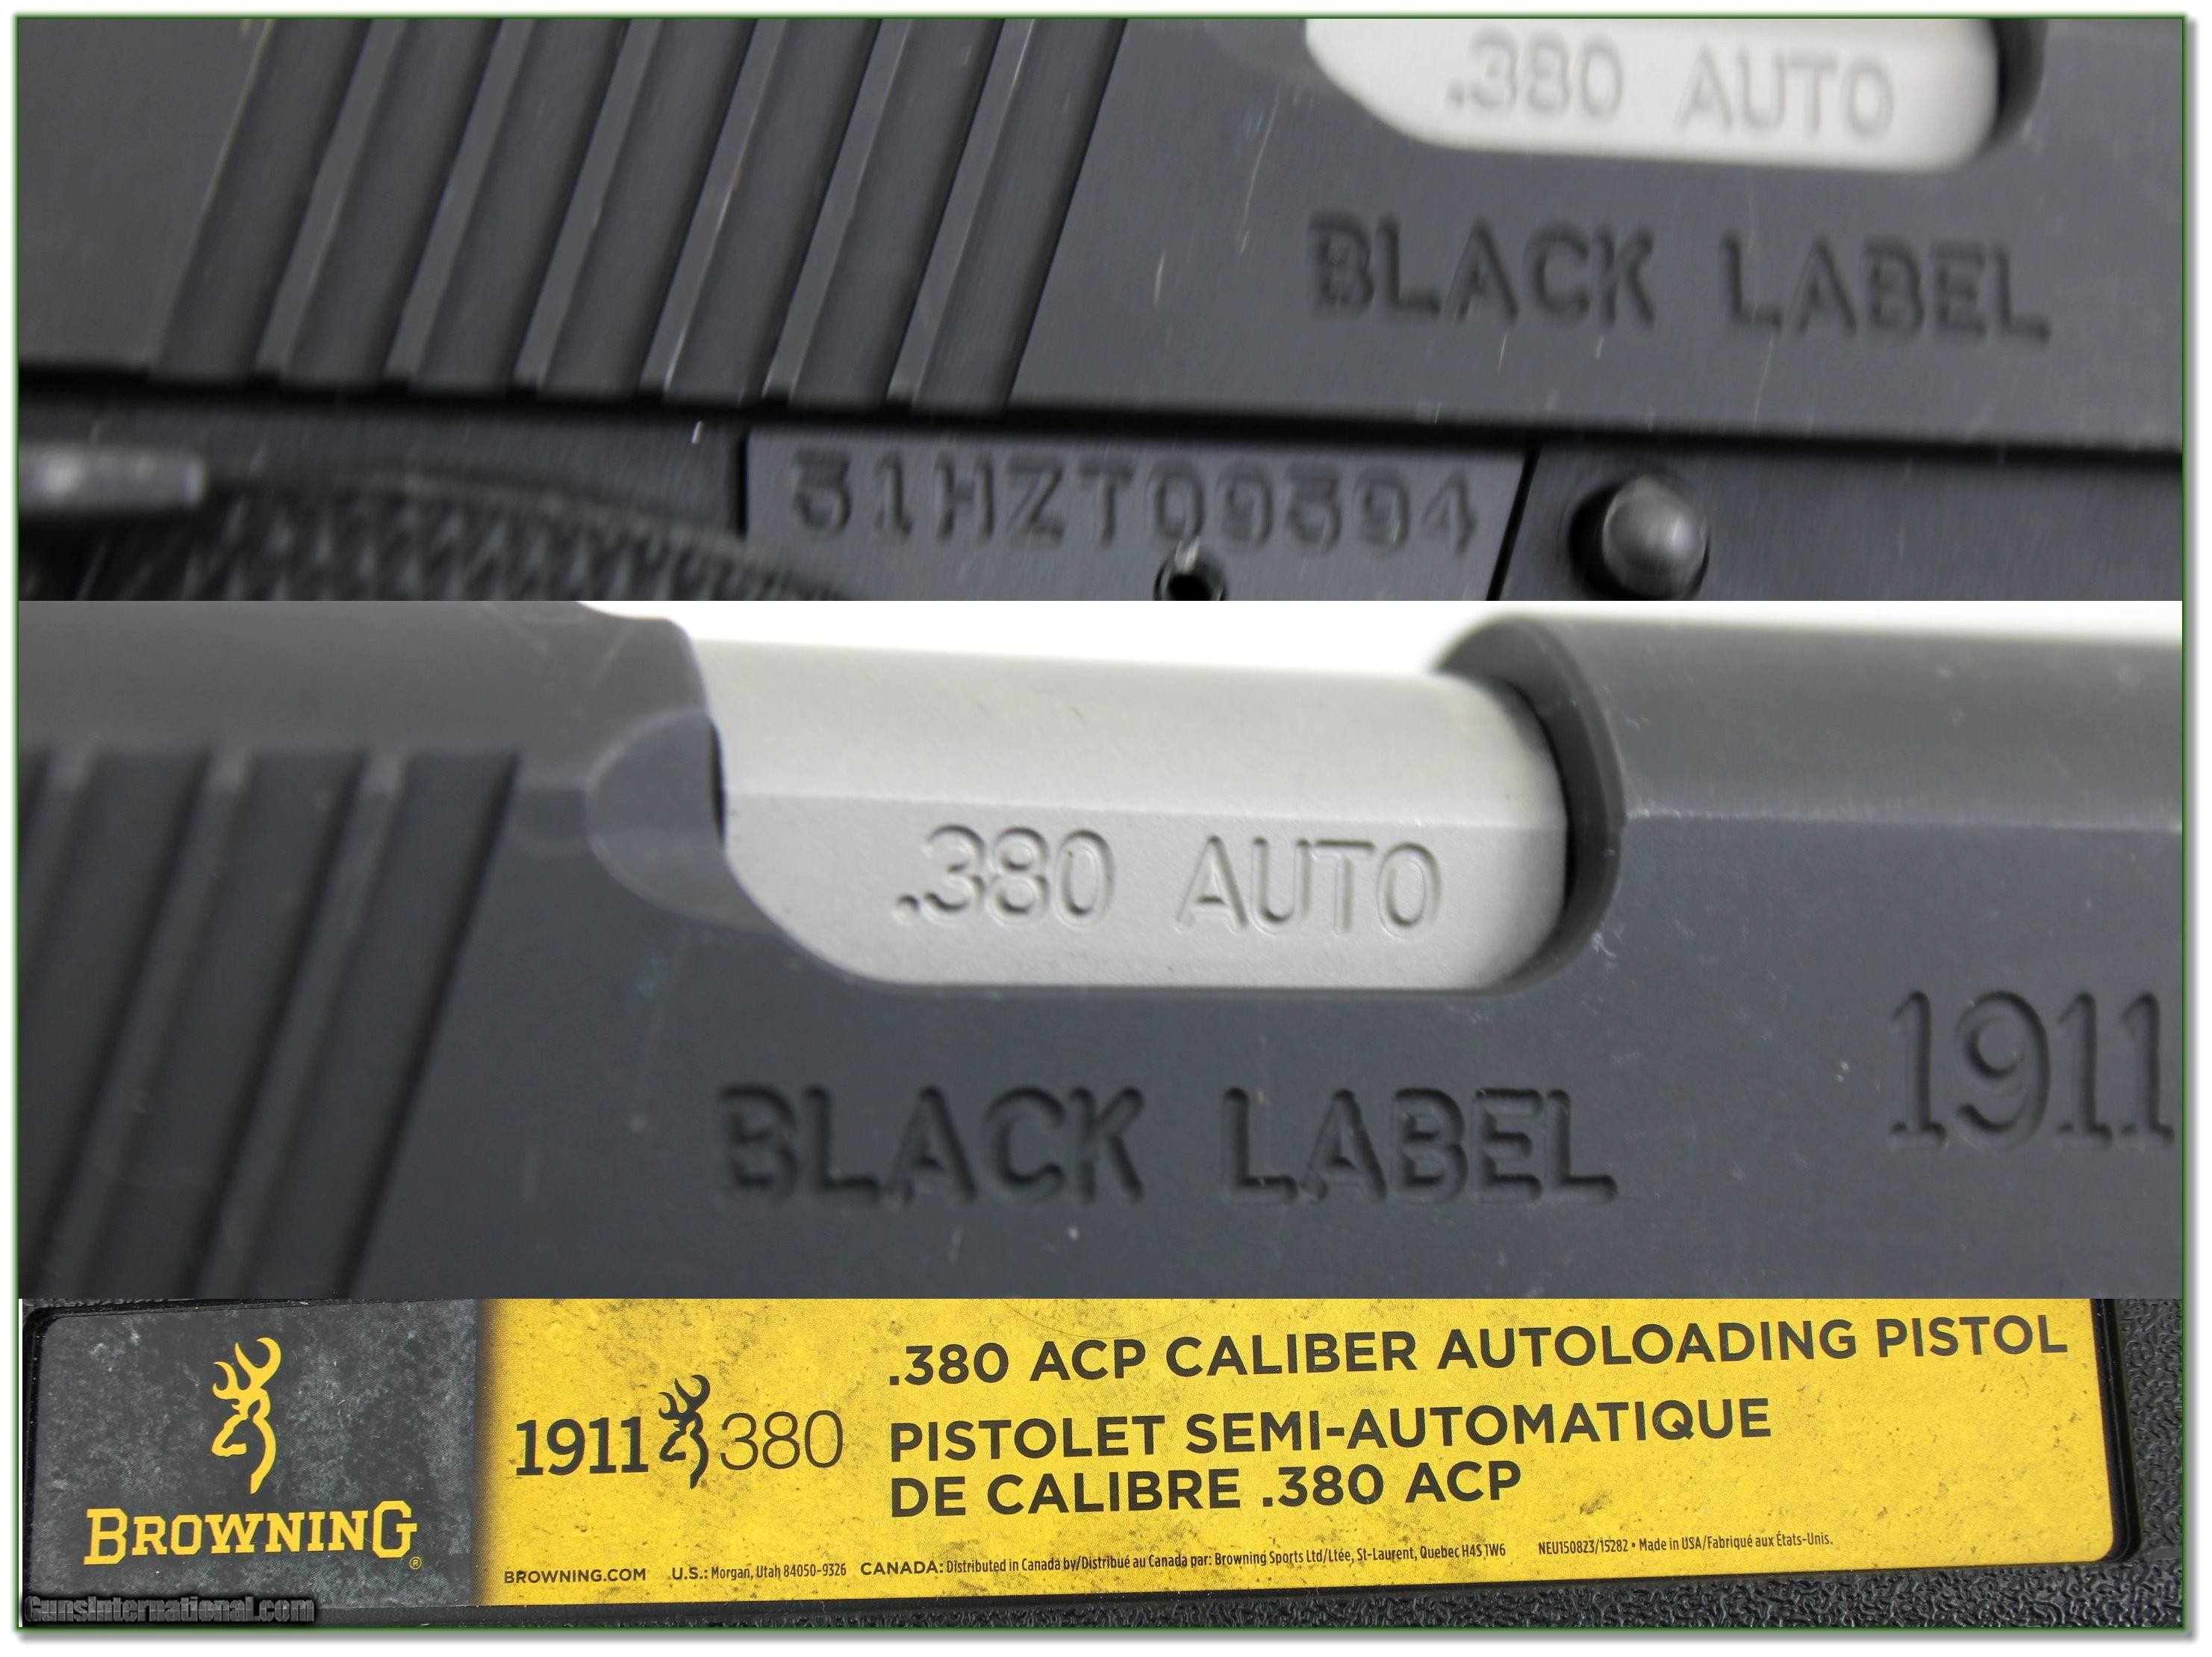 .380 AUTO
BLACK LABEL
51HZT09594
.380 AUTO
BLACK LABEL
1911
BROWNING®
1911 380
.380 ACP CALIBER AUTOLOADING PISTOL
PISTOLET SEMI-AUTOMATIQUE
DE CALIBRE .380 ACP
BROWNING.COM U.S.: Morgan, Utah 84050-9326 CANADA: Distributed in Canada by/Distribué au Canada par: Browning Sports Ltd/Ltée, St-Laurent, Quebec H4S 1W6 NEU150823/15282 • Made in USA/Fabriqué aux États-Unis.
GunsInternational.com